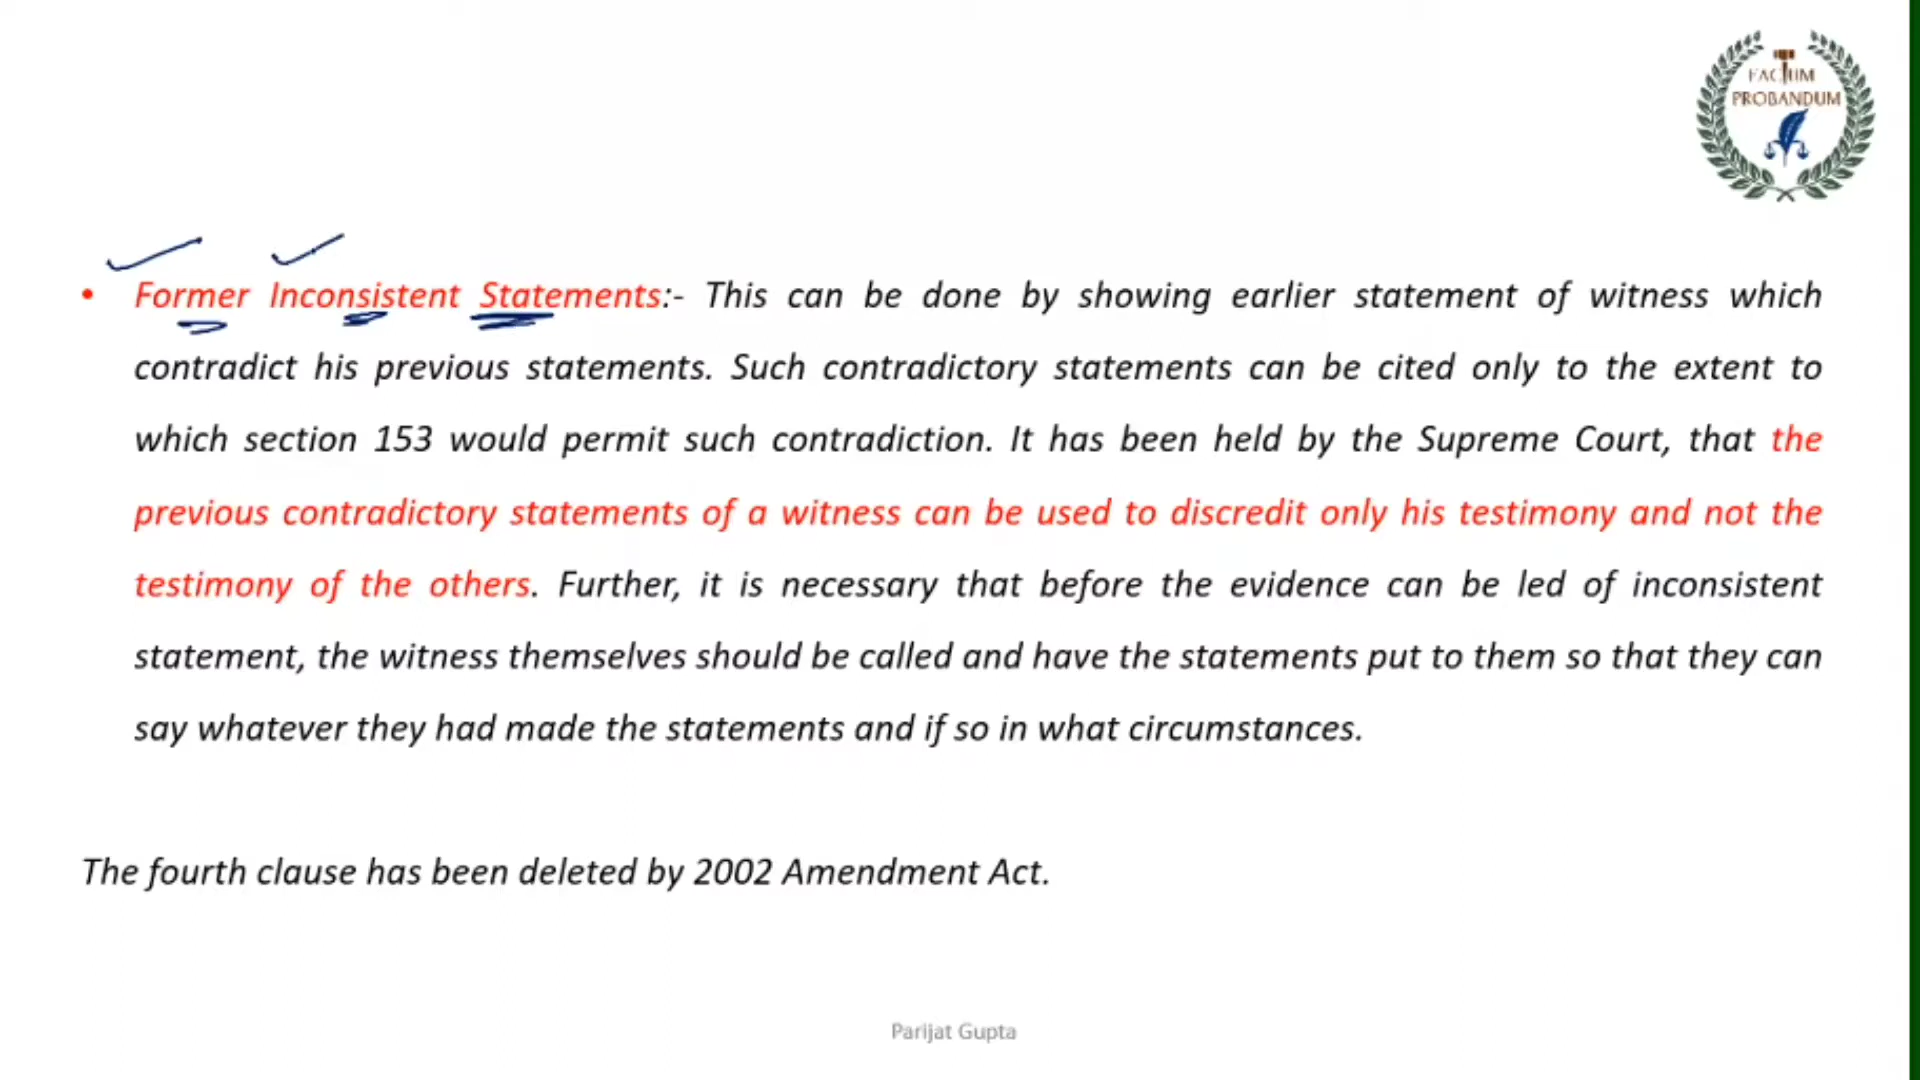 FACTUM
PROBANDUM
• Former Inconsistent Statements:- This can be done by showing earlier statement of witness which
contradict his previous statements. Such contradictory statements can be cited only to the extent to
which section 153 would permit such contradiction. It has been held by the Supreme Court, that the
previous contradictory statements of a witness can be used to discredit only his testimony and not the
testimony of the others. Further, it is necessary that before the evidence can be led of inconsistent
statement, the witness themselves should be called and have the statements put to them so that they can
say whatever they had made the statements and if so in what circumstances.
The fourth clause has been deleted by 2002 Amendment Act.
Parijat Gupta